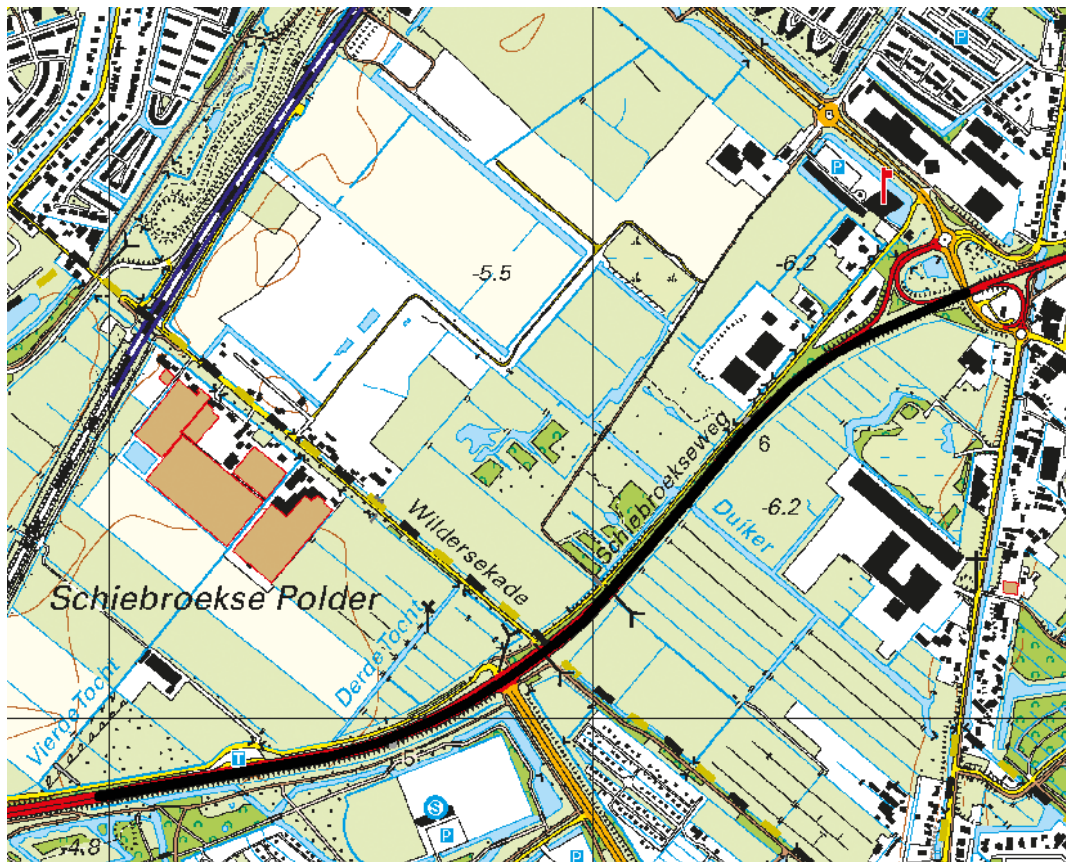 P
P
-5.5
-6.2
Schiebroekseweg
6
-6.2
Duiker
Wildersekade
Schiebroekse Polder
Derde Tocht
Vierde Tocht
T
-5
S
P
P
-4.8